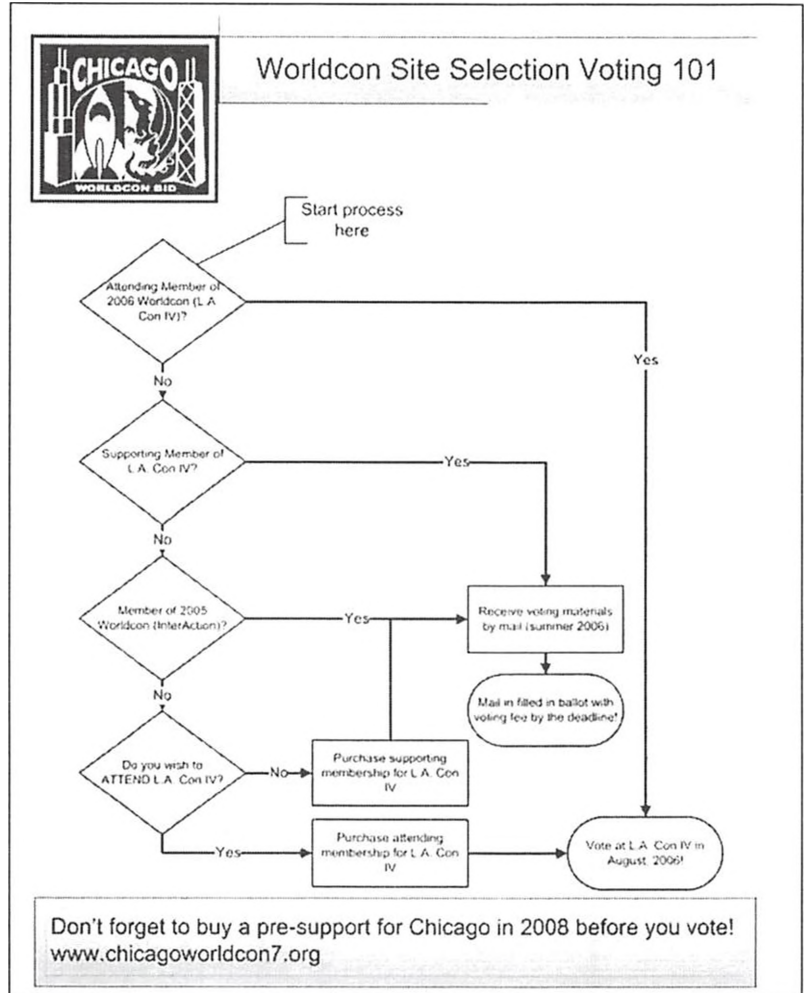 CHICAGO
WORLDCON BID
Worldcon Site Selection Voting 101
Start process
here
Attending Member of
2006 Worldcon (L.A.
Con IV)?
Yes
No
Supporting Member of
L.A. Con IV?
Yes
No
Member of 2005
Worldcon (InterAction)?
Yes
Receive voting materials
by mail (summer 2006)
No
Mail in filled in ballot with
voting fee by the deadline!
Do you wish to
ATTEND L.A. Con IV?
No
Purchase supporting
membership for L.A. Con
IV
Yes
Purchase attending
membership for L.A. Con
IV
Vote at L.A. Con IV in
August, 2006!
Don't forget to buy a pre-support for Chicago in 2008 before you vote!
www.chicagoworldcon7.org